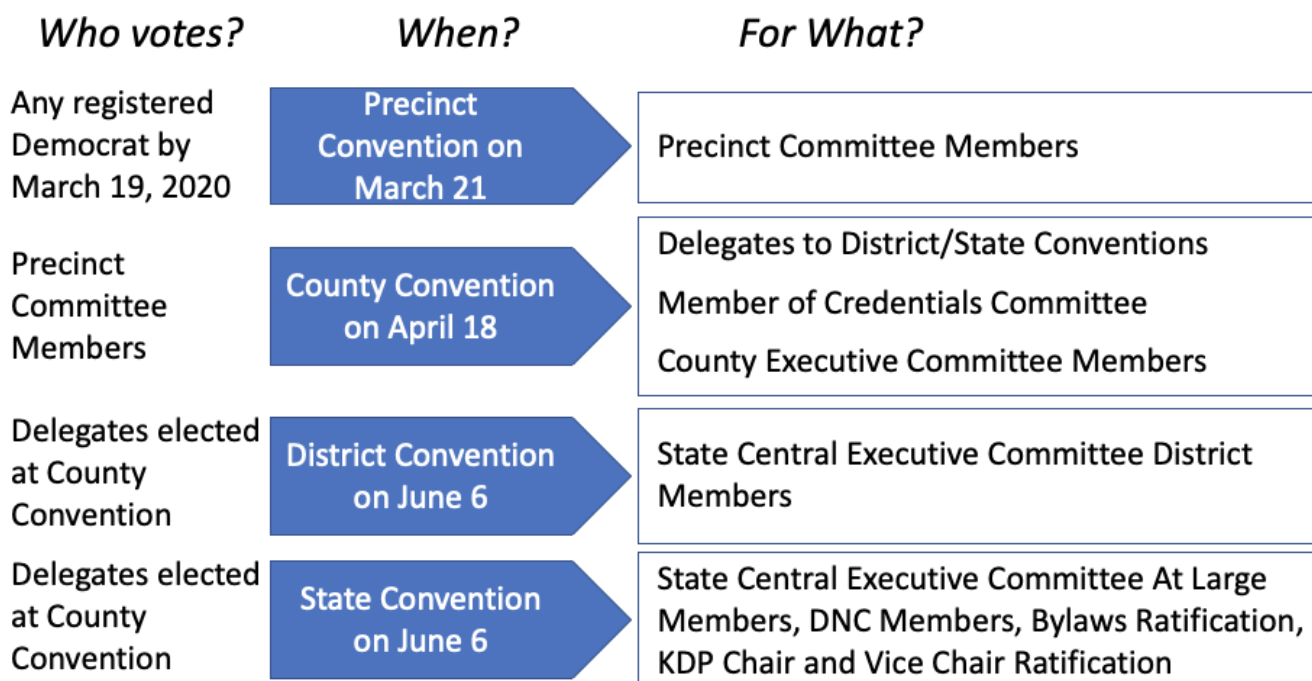 Who votes?
When?
For What?
Any registered
Democrat by
March 19, 2020
Precinct
Convention on
March 21
Precinct Committee Members
Precinct
Committee
Members
County Convention
on April 18
Delegates to District/State Conventions
Member of Credentials Committee
County Executive Committee Members
Delegates elected
at County
Convention
District Convention
on June 6
State Central Executive Committee District
Members
Delegates elected
at County
Convention
State Convention
on June 6
State Central Executive Committee At Large
Members, DNC Members, Bylaws Ratification,
KDP Chair and Vice Chair Ratification